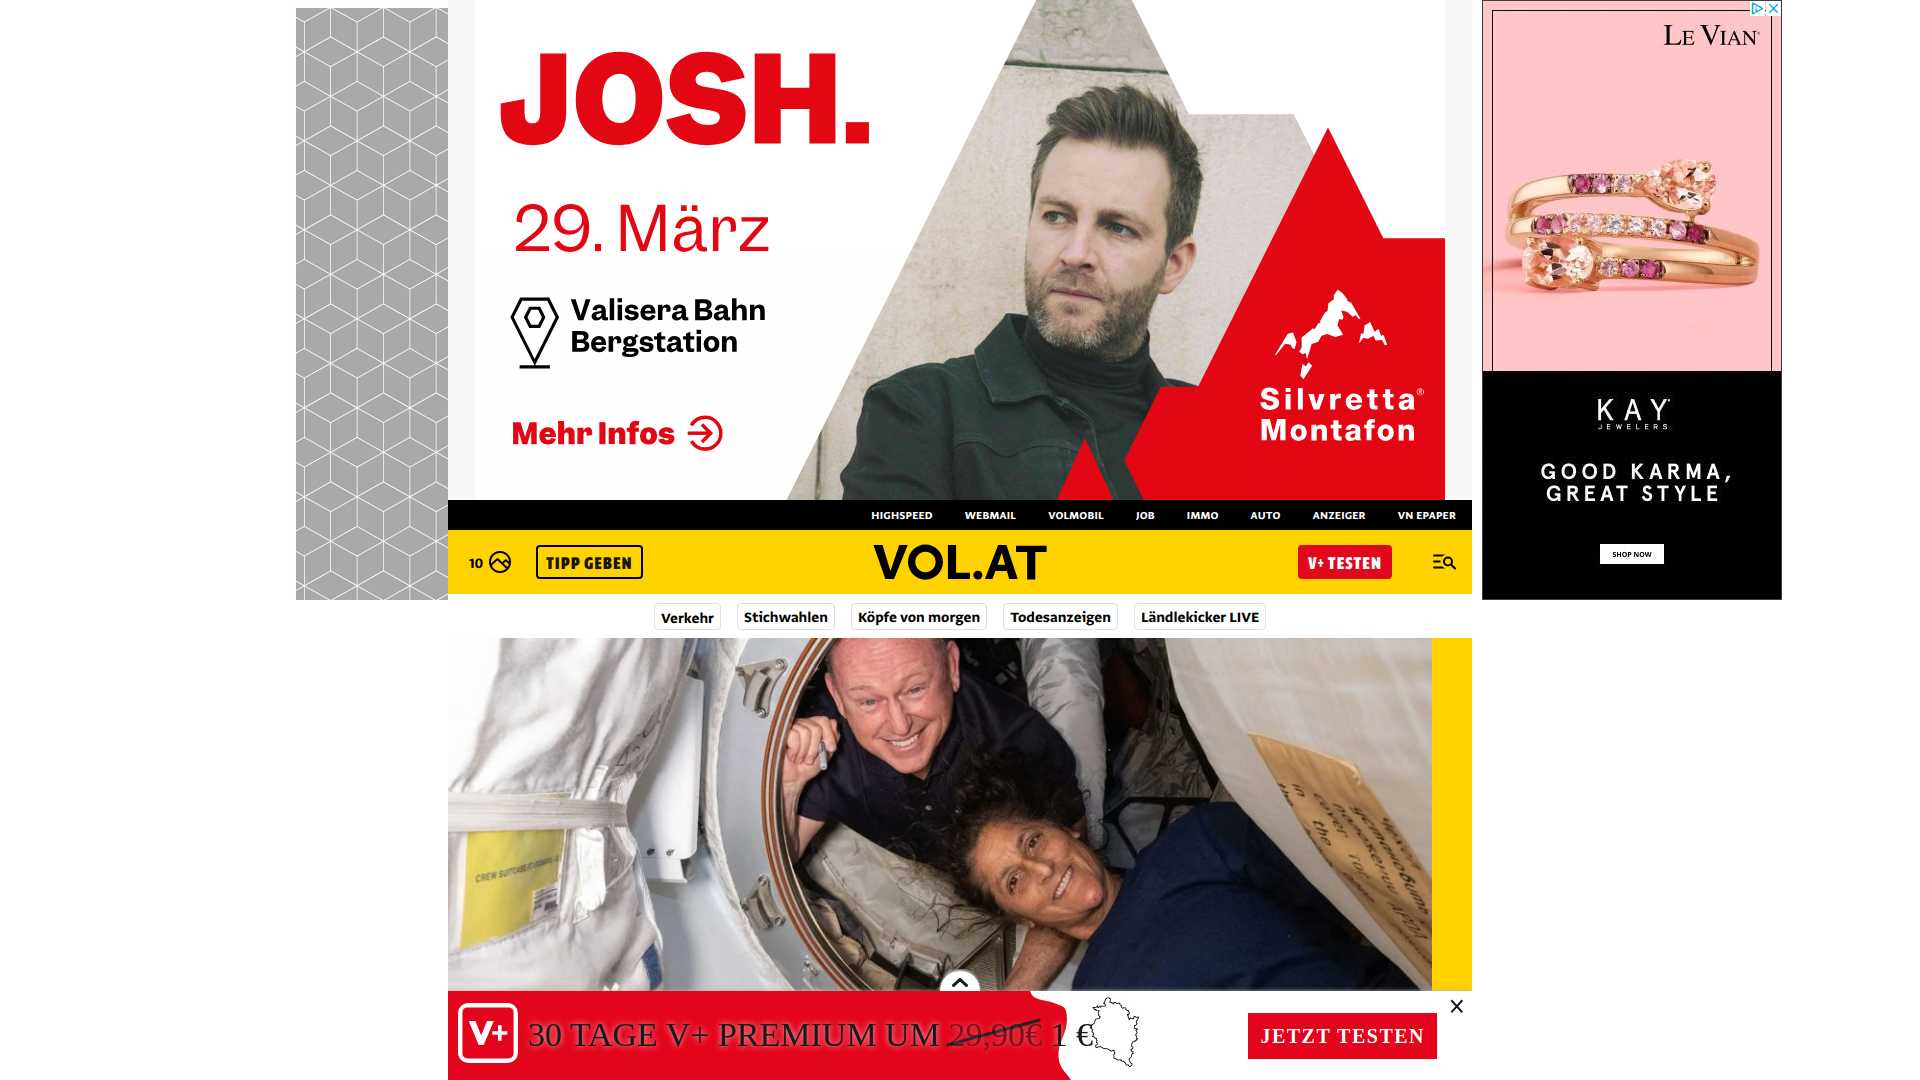 JOSH.
29. März
Valisera Bahn
Bergstation
Mehr Infos
Silvretta®
Montafon
LE VIAN®
KAY
JEWELERS
GOOD KARMA,
GREAT STYLE
SHOP NOW
HIGHSPEED WEBMAIL VOLMOBIL JOB IMMO AUTO ANZEIGER VN EPAPER
10 TIPP GEBEN VOL.AT V+ TESTEN
Verkehr Stichwahlen Köpfe von morgen Todesanzeigen Ländlekicker LIVE
CREW
V+ 30 TAGE V+ PREMIUM UM 29,90€ 1 € JETZT TESTEN